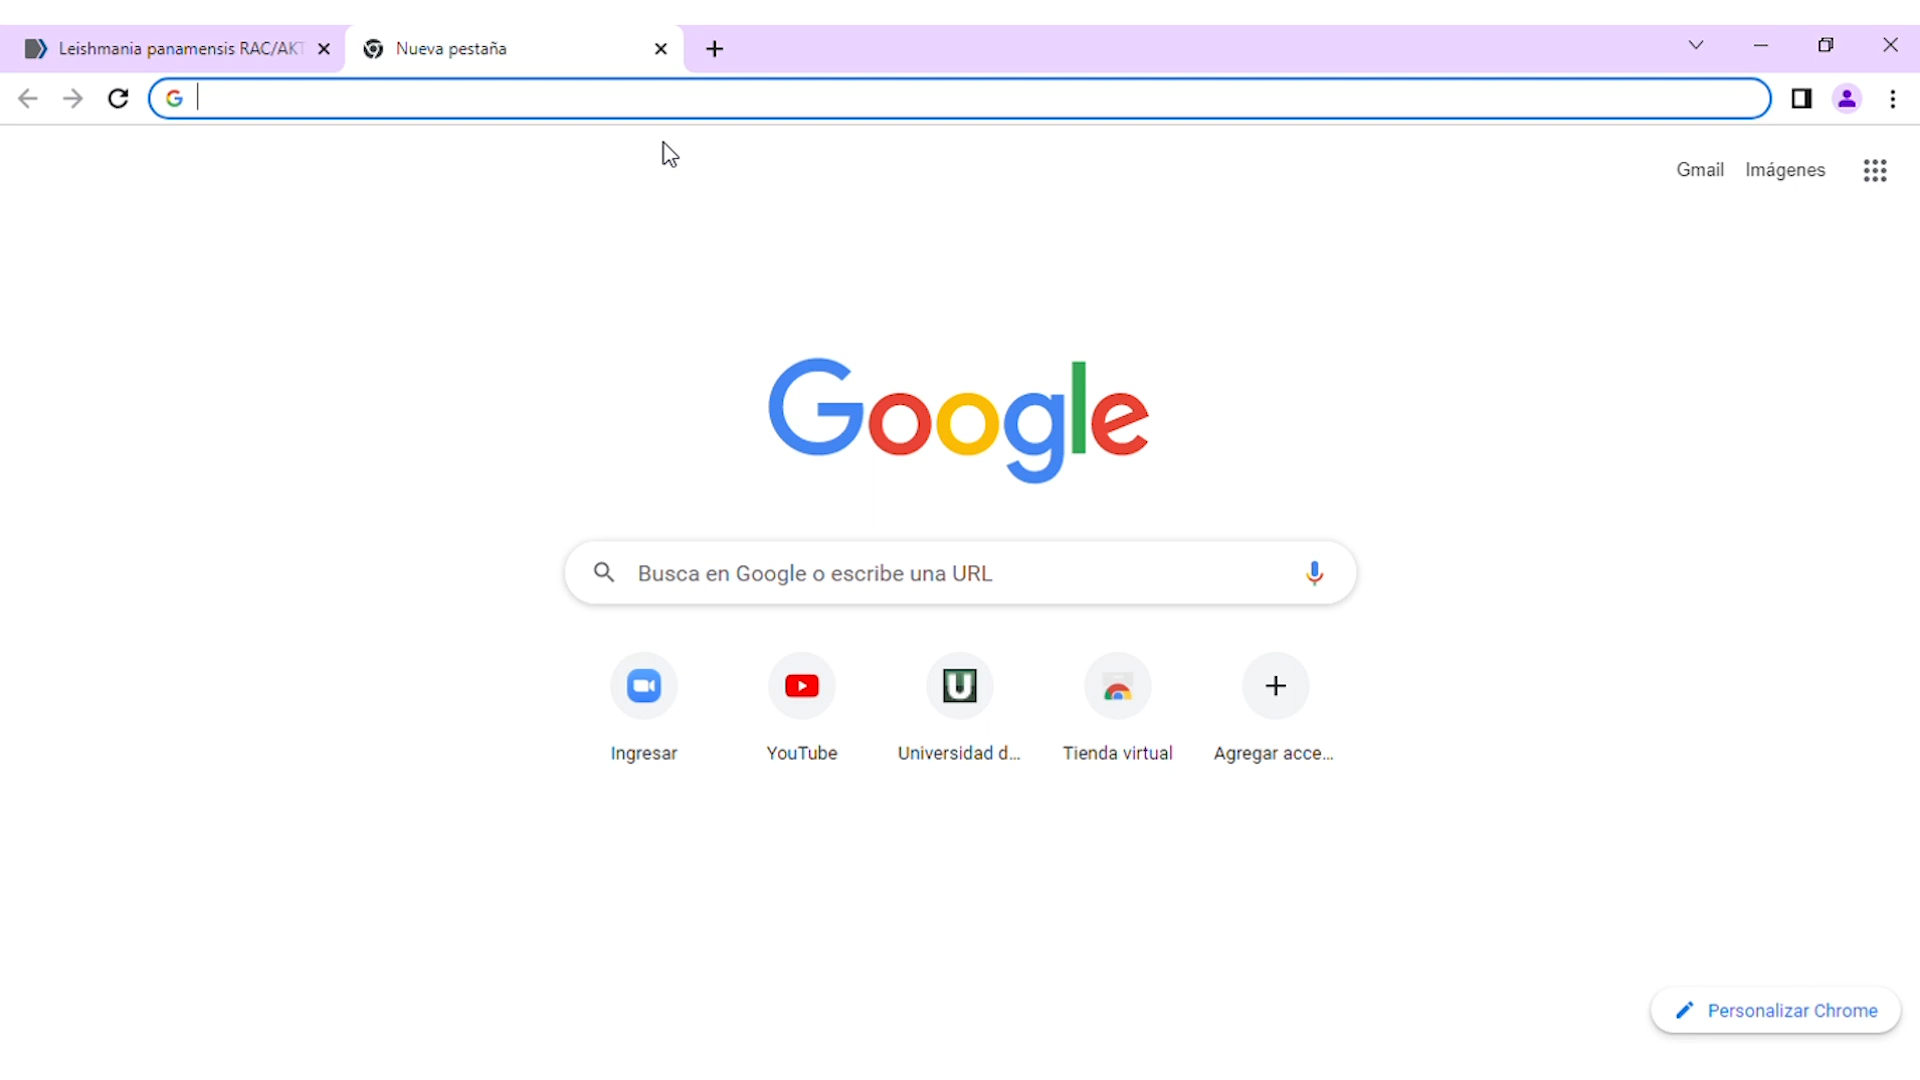 Leishmania panamensis RAC/AKT
Nueva pestaña
Gmail Imágenes
Google
Busca en Google o escribe una URL
Ingresar YouTube Universidad d... Tienda virtual Agregar acce...
Personalizar Chrome